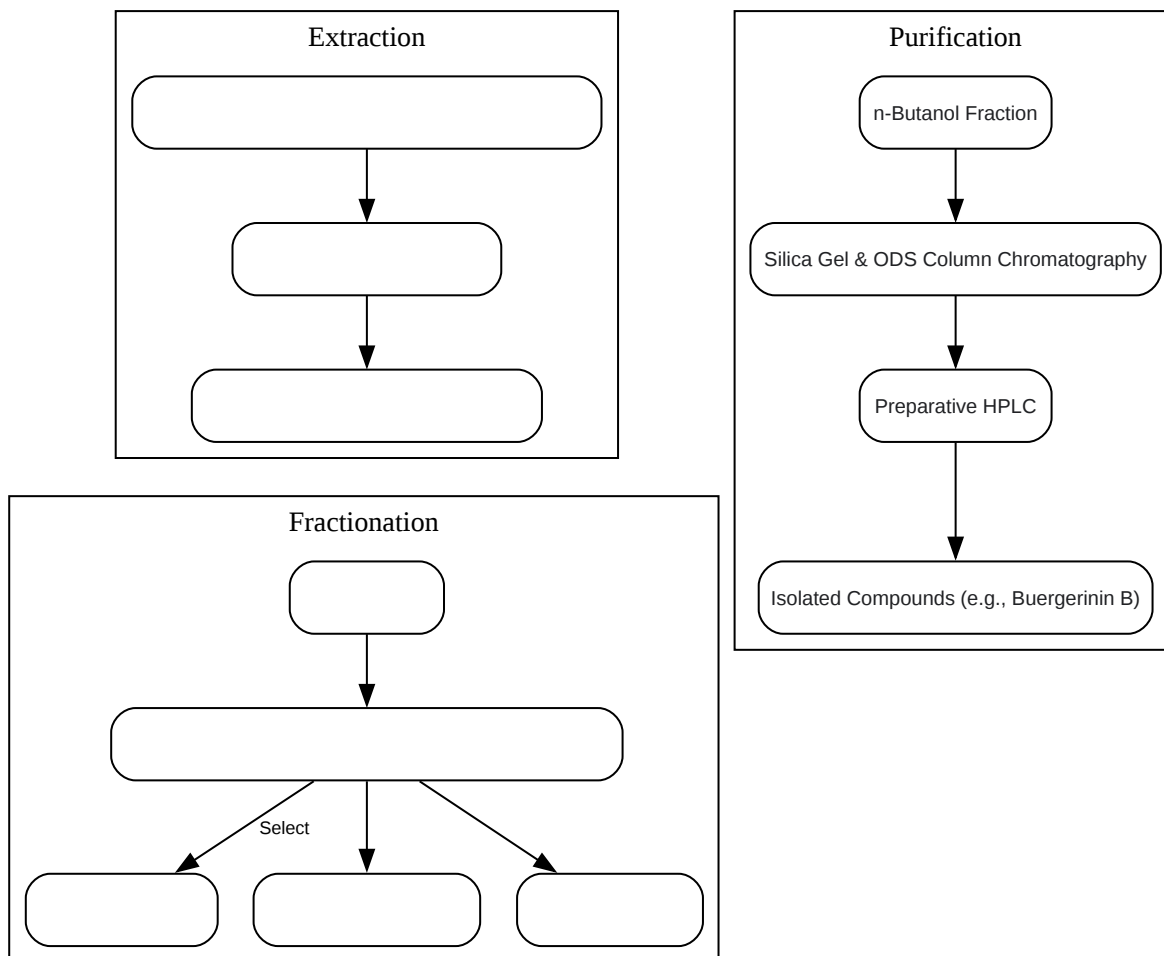 Extraction
Purification
n-Butanol Fraction
Silica Gel & ODS Column Chromatography
Preparative HPLC
Isolated Compounds (e.g., Buergerinin B)
Fractionation
Select